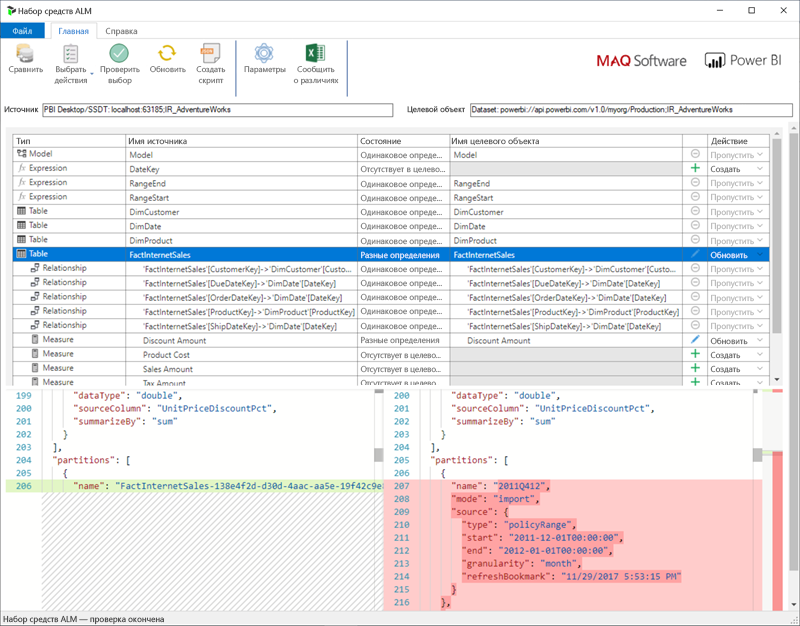 Набор средств ALM
Файл Главная Справка
Сравнить Выбрать действия Проверить выбор Обновить Создать скрипт Параметры Сообщить о различиях
MAQ Software Power BI
Источник PBI Desktop/SSDT: localhost:63185;IR_AdventureWorks Целевой объект Dataset: powerbi://api.powerbi.com/v1.0/myorg/Production;IR_AdventureWorks
Тип Имя источника Состояние Имя целевого объекта Действие
Model Model Одинаковое опреде... Model Пропустить
Expression DateKey Отсутствует в целево... Создать
Expression RangeEnd Одинаковое опреде... RangeEnd Пропустить
Expression RangeStart Одинаковое опреде... RangeStart Пропустить
Table DimCustomer Одинаковое опреде... DimCustomer Пропустить
Table DimDate Одинаковое опреде... DimDate Пропустить
Table DimProduct Одинаковое опреде... DimProduct Пропустить
Table FactInternetSales Разные определения FactInternetSales Обновить
Relationship 'FactInternetSales'[CustomerKey]->'DimCustomer'[Custo... Одинаковое опреде... 'FactInternetSales'[CustomerKey]->'DimCustomer'[Custo... Пропустить
Relationship 'FactInternetSales'[DueDateKey]->'DimDate'[DateKey] Одинаковое опреде... 'FactInternetSales'[DueDateKey]->'DimDate'[DateKey] Пропустить
Relationship 'FactInternetSales'[OrderDateKey]->'DimDate'[DateKey] Одинаковое опреде... 'FactInternetSales'[OrderDateKey]->'DimDate'[DateKey] Пропустить
Relationship 'FactInternetSales'[ProductKey]->'DimProduct'[ProductKey] Одинаковое опреде... 'FactInternetSales'[ProductKey]->'DimProduct'[ProductKey] Пропустить
Relationship 'FactInternetSales'[ShipDateKey]->'DimDate'[DateKey] Одинаковое опреде... 'FactInternetSales'[ShipDateKey]->'DimDate'[DateKey] Пропустить
Measure Discount Amount Разные определения Discount Amount Обновить
Measure Product Cost Отсутствует в целево... Создать
Measure Sales Amount Отсутствует в целево... Создать
Measure Tax Amount Отсутствует в целево... Создать
199 "dataType": "double",
200 "sourceColumn": "UnitPriceDiscountPct",
201 "summarizeBy": "sum"
202 }
203 ],
204 "partitions": [
205 {
206 "name": "FactInternetSales-138e4f2d-d30d-4aac-aa5e-19f42c9e
200 "dataType": "double",
201 "sourceColumn": "UnitPriceDiscountPct",
202 "summarizeBy": "sum"
203 }
204 ],
205 "partitions": [
206 {
207 "name": "2011Q412",
208 "mode": "import",
209 "source": {
210 "type": "policyRange",
211 "start": "2011-12-01T00:00:00",
212 "end": "2012-01-01T00:00:00",
213 "granularity": "month",
214 "refreshBookmark": "11/29/2017 5:53:15 PM"
215 }
216 },
Набор средств ALM — проверка окончена